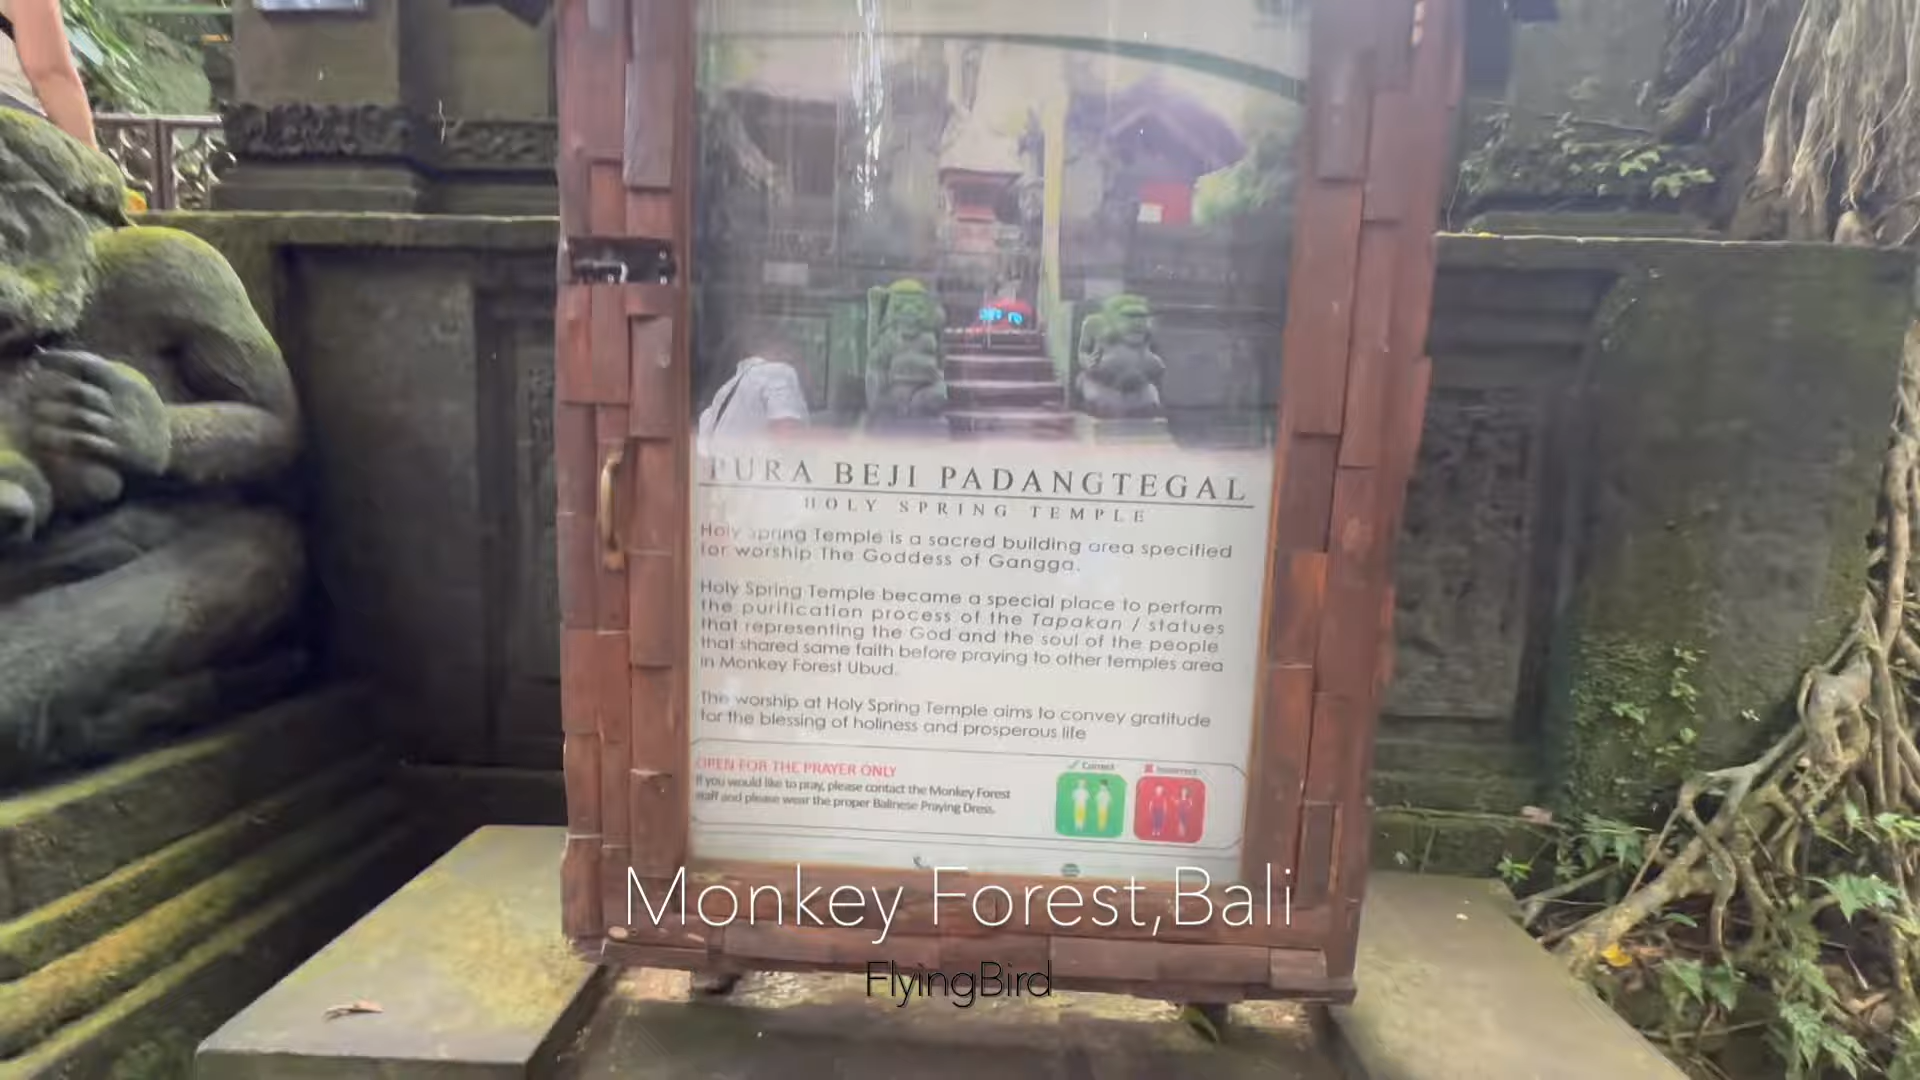 PURA BEJI PADANGTEGAL
HOLY SPRING TEMPLE
Holy Spring Temple is a sacred building area specified
for worship The Goddess of Gangga.
Holy Spring Temple became a special place to perform
the purification process of the Tapakan / statues
that representing the God and the soul of the people
that shared same faith before praying to other temples area
in Monkey Forest Ubud.
The worship at Holy Spring Temple aims to convey gratitude
for the blessing of holiness and prosperous life
OPEN FOR THE PRAYER ONLY
If you would like to pray, please contact the Monkey Forest
staff and please wear the proper Balinese Praying Dress.
Correct
Incorrect
Monkey Forest,Bali
FlyingBird